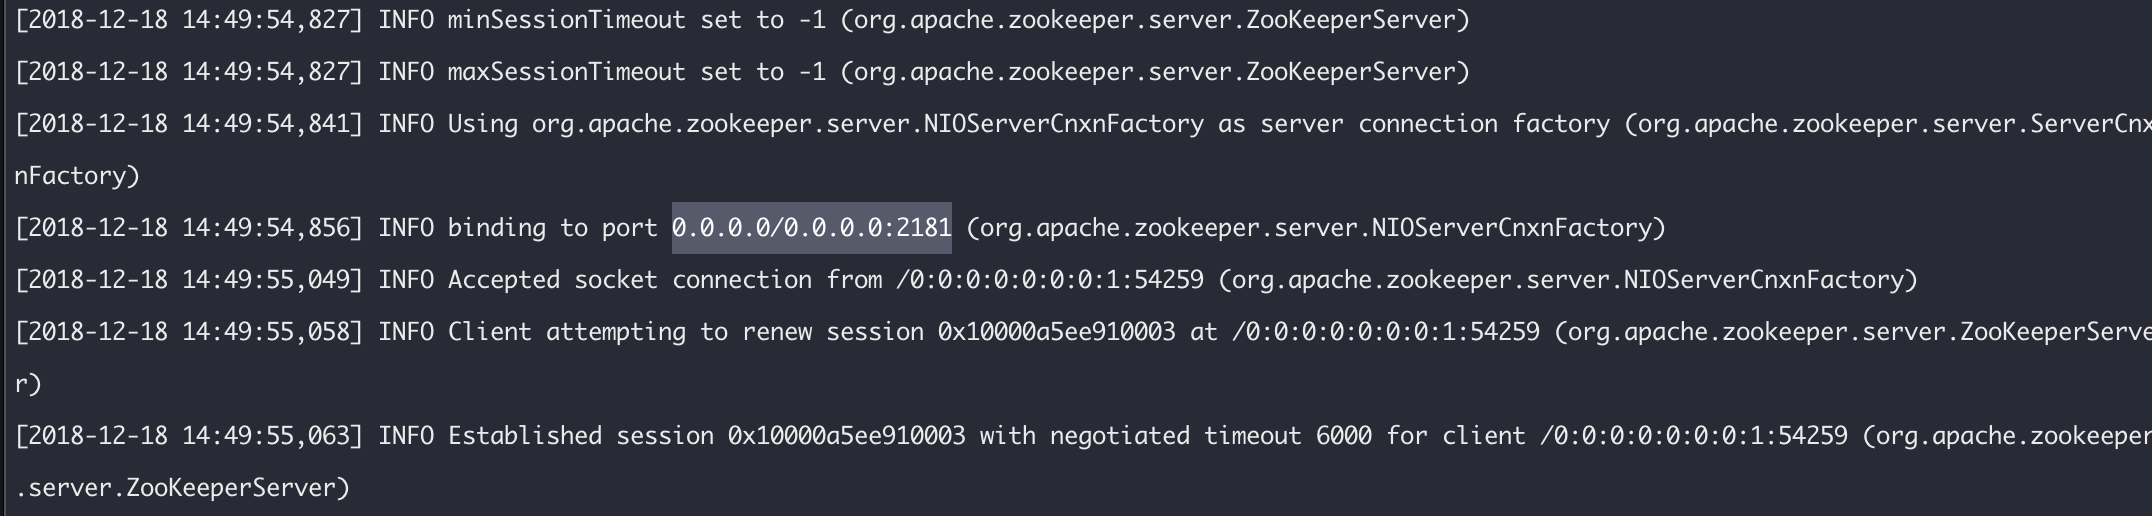 [2018-12-18 14:49:54,827] INFO minSessionTimeout set to -1 (org.apache.zookeeper.server.ZooKeeperServer)
[2018-12-18 14:49:54,827] INFO maxSessionTimeout set to -1 (org.apache.zookeeper.server.ZooKeeperServer)
[2018-12-18 14:49:54,841] INFO Using org.apache.zookeeper.server.NIOServerCnxnFactory as server connection factory (org.apache.zookeeper.server.ServerCnx
nFactory)
[2018-12-18 14:49:54,856] INFO binding to port 0.0.0.0/0.0.0.0:2181 (org.apache.zookeeper.server.NIOServerCnxnFactory)
[2018-12-18 14:49:55,049] INFO Accepted socket connection from /0:0:0:0:0:0:0:1:54259 (org.apache.zookeeper.server.NIOServerCnxnFactory)
[2018-12-18 14:49:55,058] INFO Client attempting to renew session 0x10000a5ee910003 at /0:0:0:0:0:0:0:1:54259 (org.apache.zookeeper.server.ZooKeeperServe
r)
[2018-12-18 14:49:55,063] INFO Established session 0x10000a5ee910003 with negotiated timeout 6000 for client /0:0:0:0:0:0:0:1:54259 (org.apache.zookeeper
.server.ZooKeeperServer)